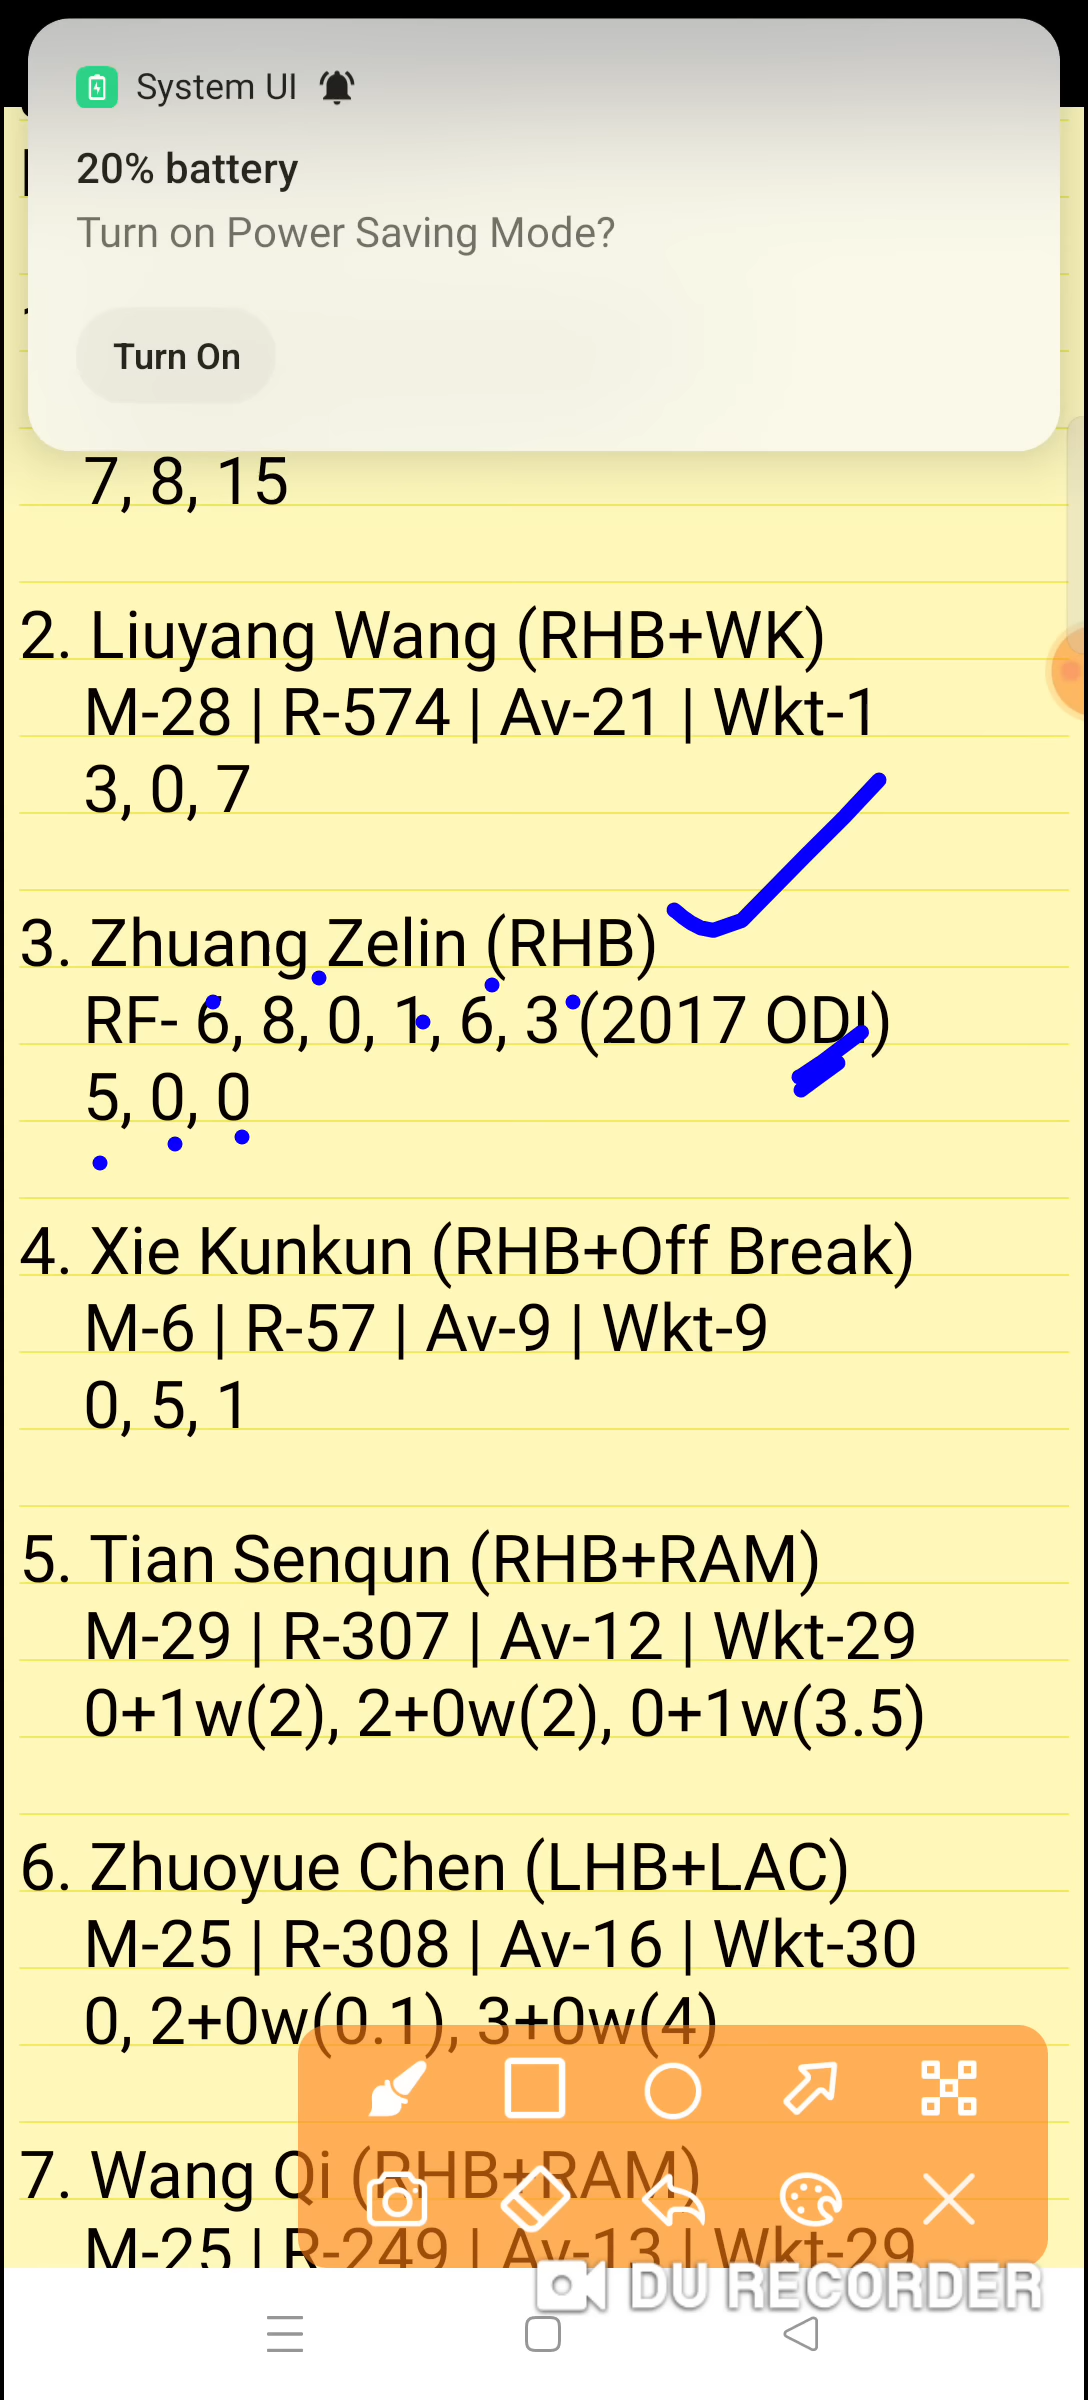 System UI
20% battery
Turn on Power Saving Mode?
Turn On
7, 8, 15
2. Liuyang Wang (RHB+WK)
M-28 | R-574 | Av-21 | Wkt-1
3, 0, 7
3. Zhuang Zelin (RHB)
RF- 6, 8, 0, 1, 6, 3 (2017 ODI)
5, 0, 0
4. Xie Kunkun (RHB+Off Break)
M-6 | R-57 | Av-9 | Wkt-9
0, 5, 1
5. Tian Senqun (RHB+RAM)
M-29 | R-307 | Av-12 | Wkt-29
0+1w(2), 2+0w(2), 0+1w(3.5)
6. Zhuoyue Chen (LHB+LAC)
M-25 | R-308 | Av-16 | Wkt-30
0, 2+0w(0.1), 3+0w(4)
7. Wang Qi (RHB+RAM)
M-25 | R-249 | Av-13 | Wkt-29
DU RECORDER